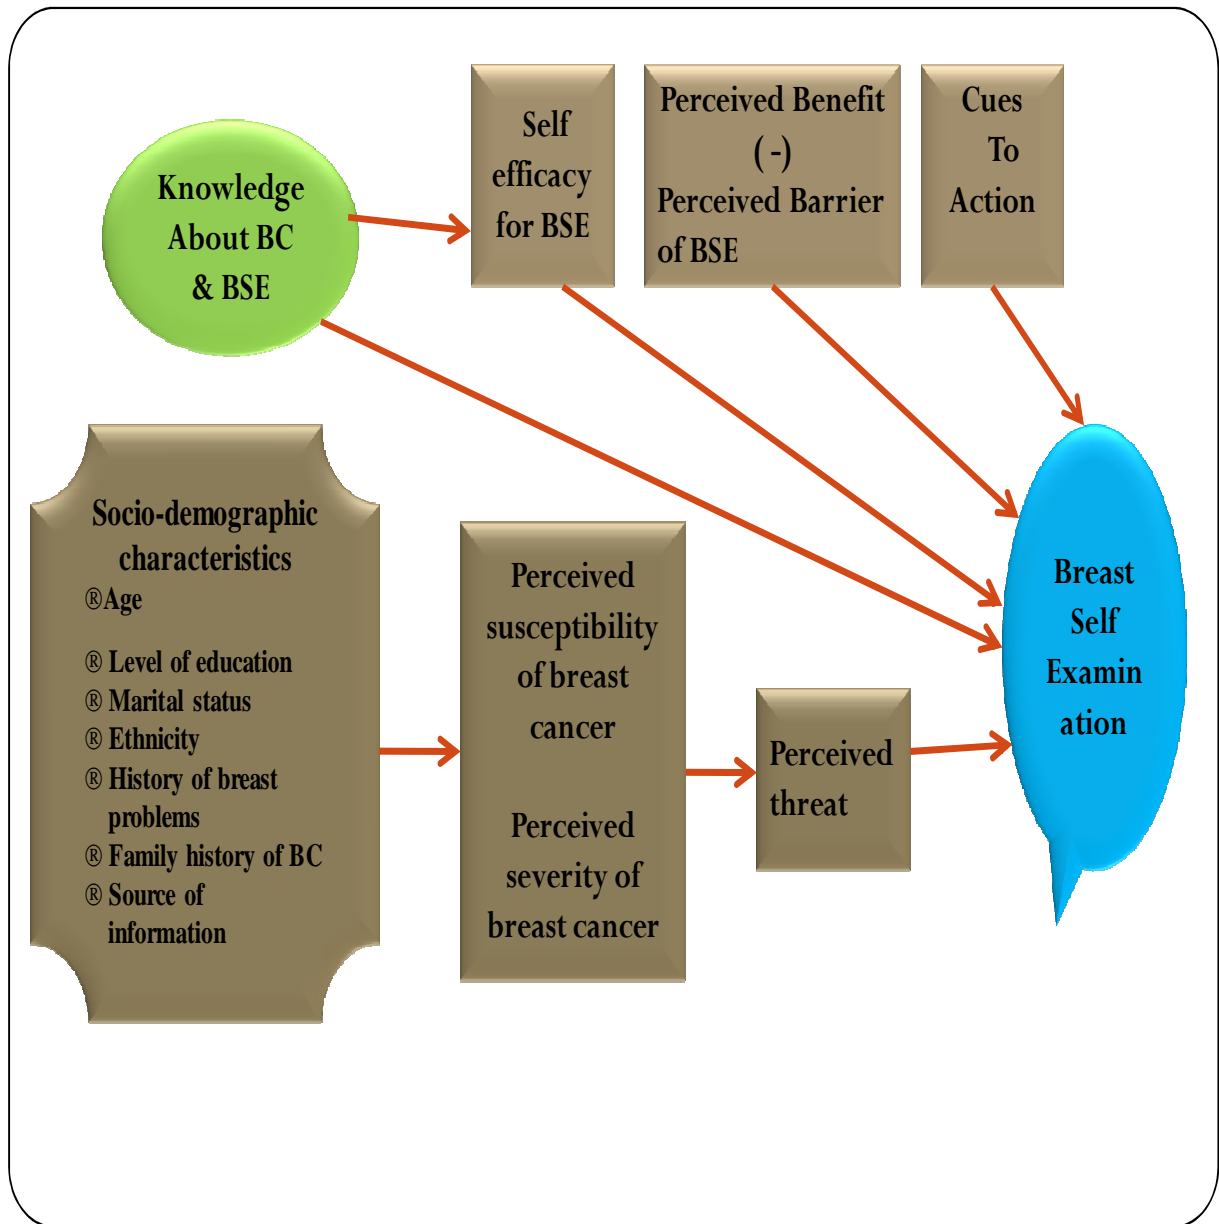 Knowledge
About BC
& BSE
Self
efficacy
for BSE
Perceived Benefit
( -)
Perceived Barrier
of BSE
Cues
To
Action
Socio-demographic
characteristics
®Age
® Level of education
® Marital status
® Ethnicity
® History of breast
problems
® Family history of BC
® Source of
information
Perceived
susceptibility
of breast
cancer
Perceived
severity of
breast cancer
Perceived
threat
Breast
Self
Examin
ation